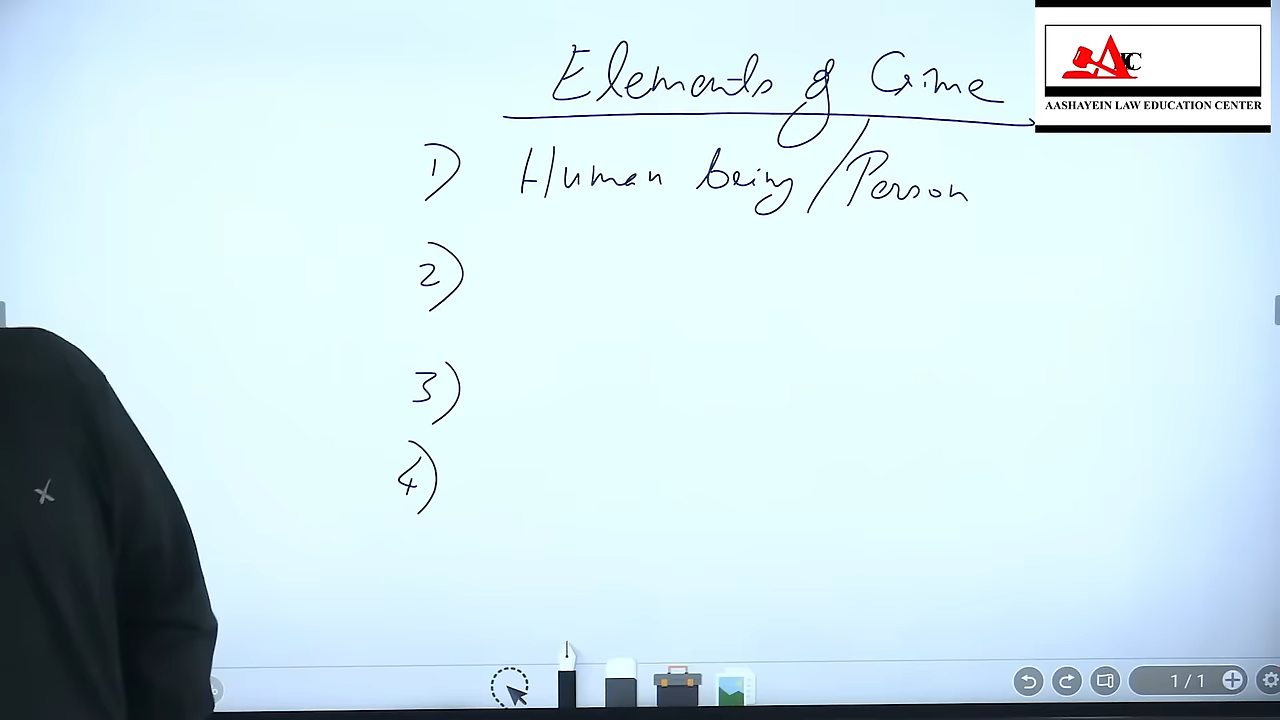 Elements of Crime
1) Human being/Person
2)
3)
4)
AASHAYEIN LAW EDUCATION CENTER
1/1